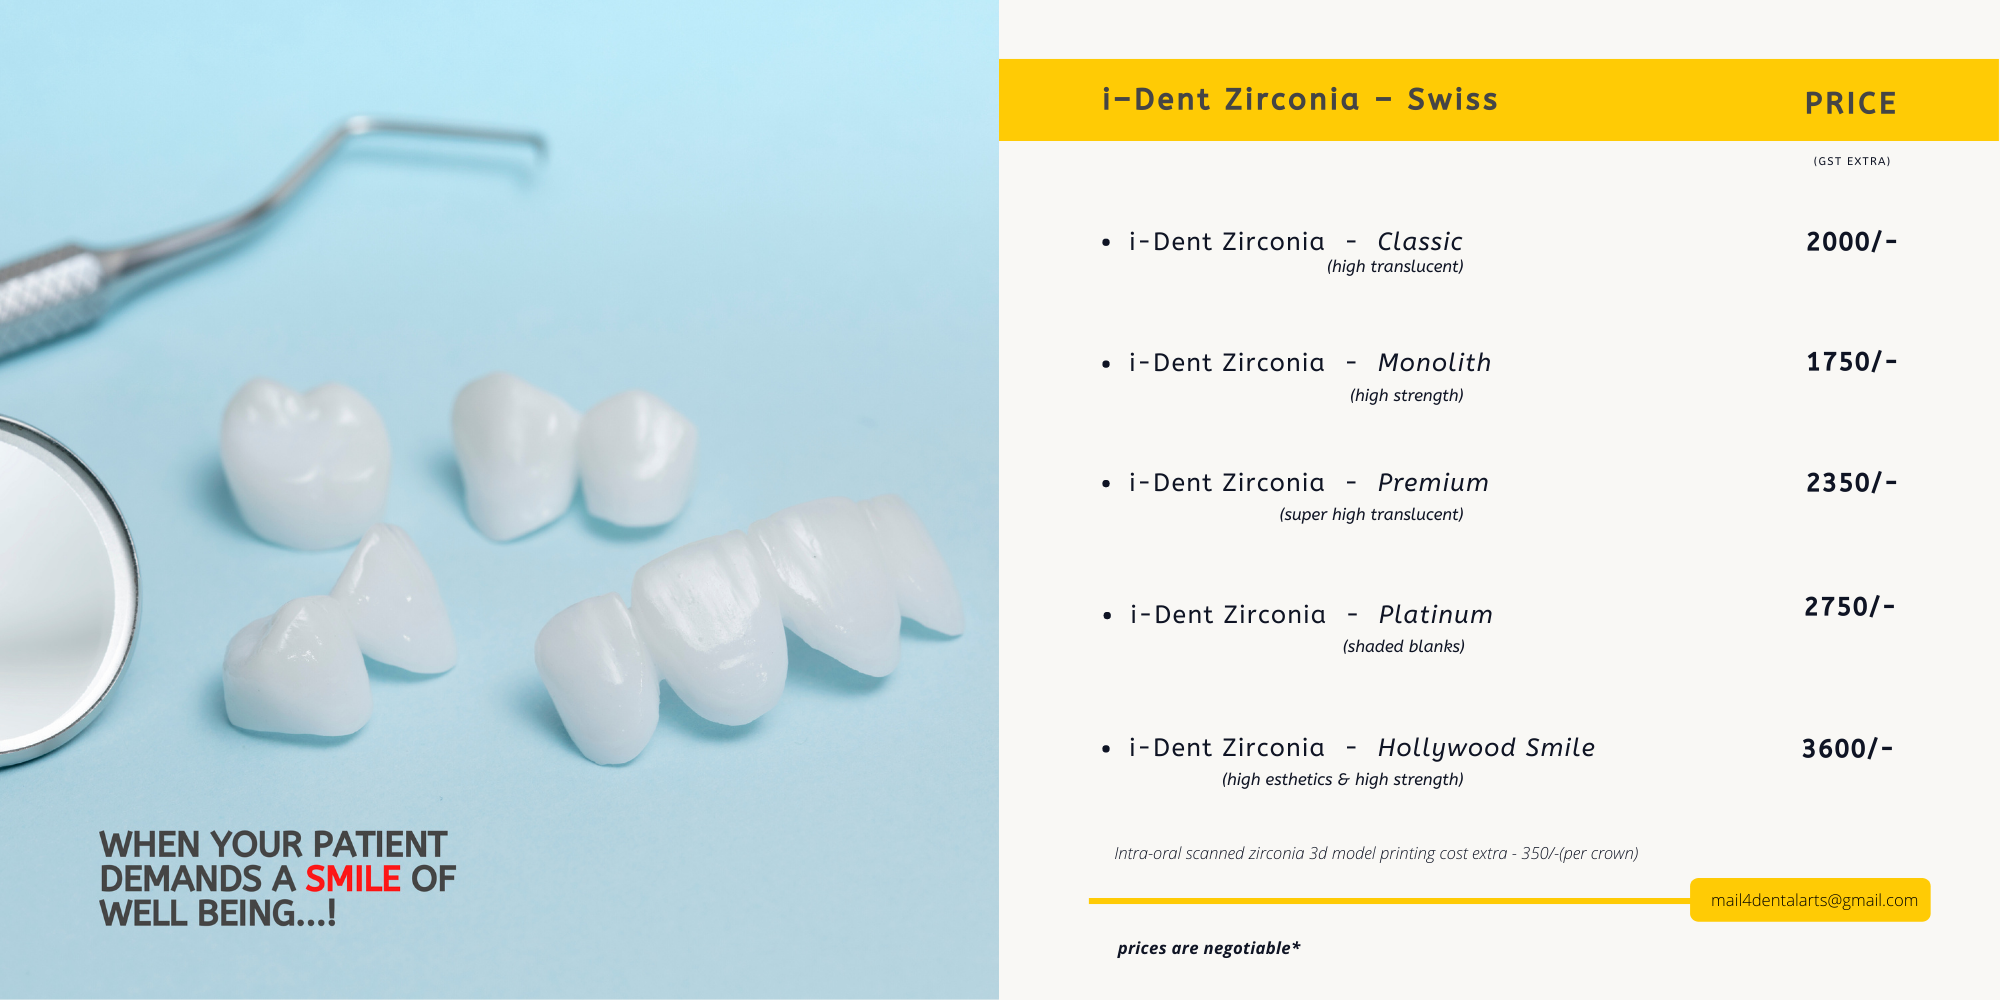 i-Dent Zirconia - Swiss
PRICE
(GST EXTRA)
• i-Dent Zirconia - Classic 2000/-
(high translucent)
• i-Dent Zirconia - Monolith 1750/-
(high strength)
• i-Dent Zirconia - Premium 2350/-
(super high translucent)
• i-Dent Zirconia - Platinum 2750/-
(shaded blanks)
• i-Dent Zirconia - Hollywood Smile 3600/-
(high esthetics & high strength)
Intra-oral scanned zirconia 3d model printing cost extra - 350/-(per crown)
mail4dentalarts@gmail.com
prices are negotiable*
WHEN YOUR PATIENT
DEMANDS A SMILE OF
WELL BEING...!